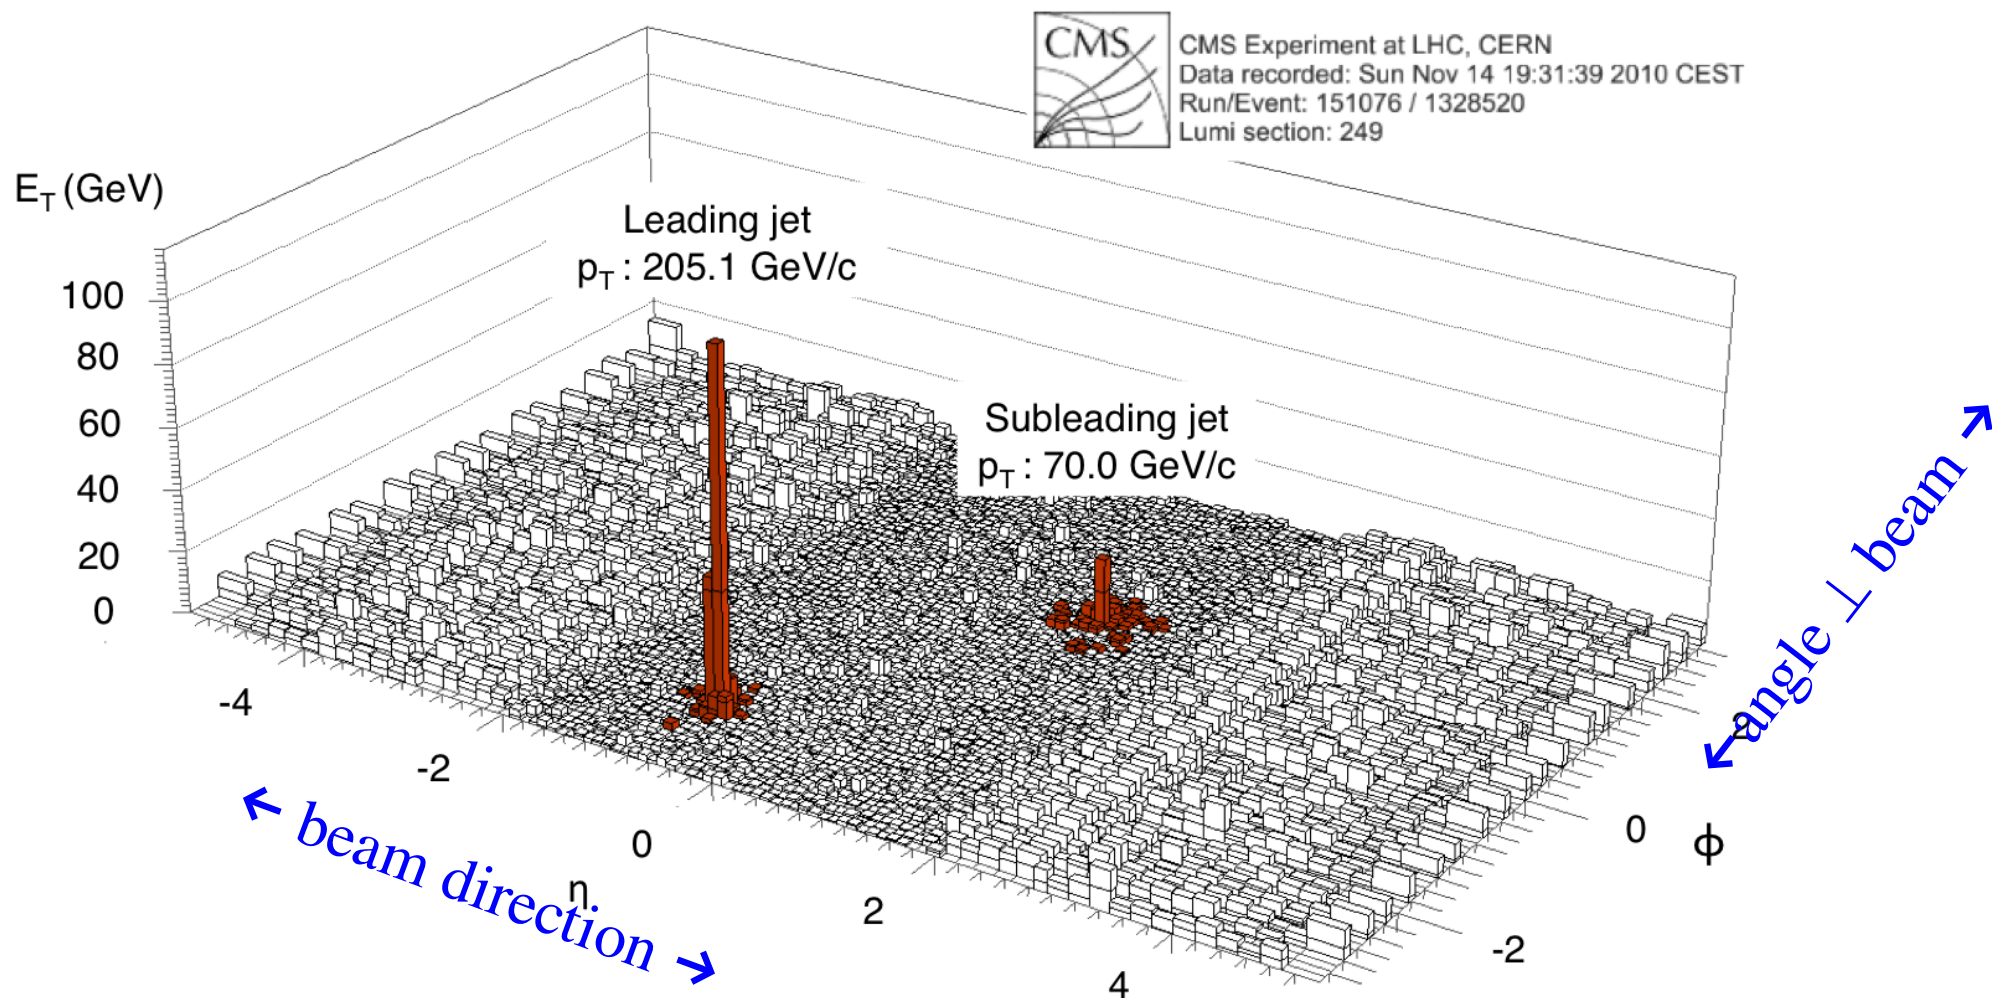 CMS
CMS Experiment at LHC, CERN
Data recorded: Sun Nov 14 19:31:39 2010 CEST
Run/Event: 151076 / 1328520
Lumi section: 249
E_T (GeV)
Leading jet
p_T : 205.1 GeV/c
Subleading jet
p_T : 70.0 GeV/c
100
80
60
40
20
0
-4
-2
0
2
4
η
← beam direction →
-2
0
2
ϕ
← angle ⊥ beam →